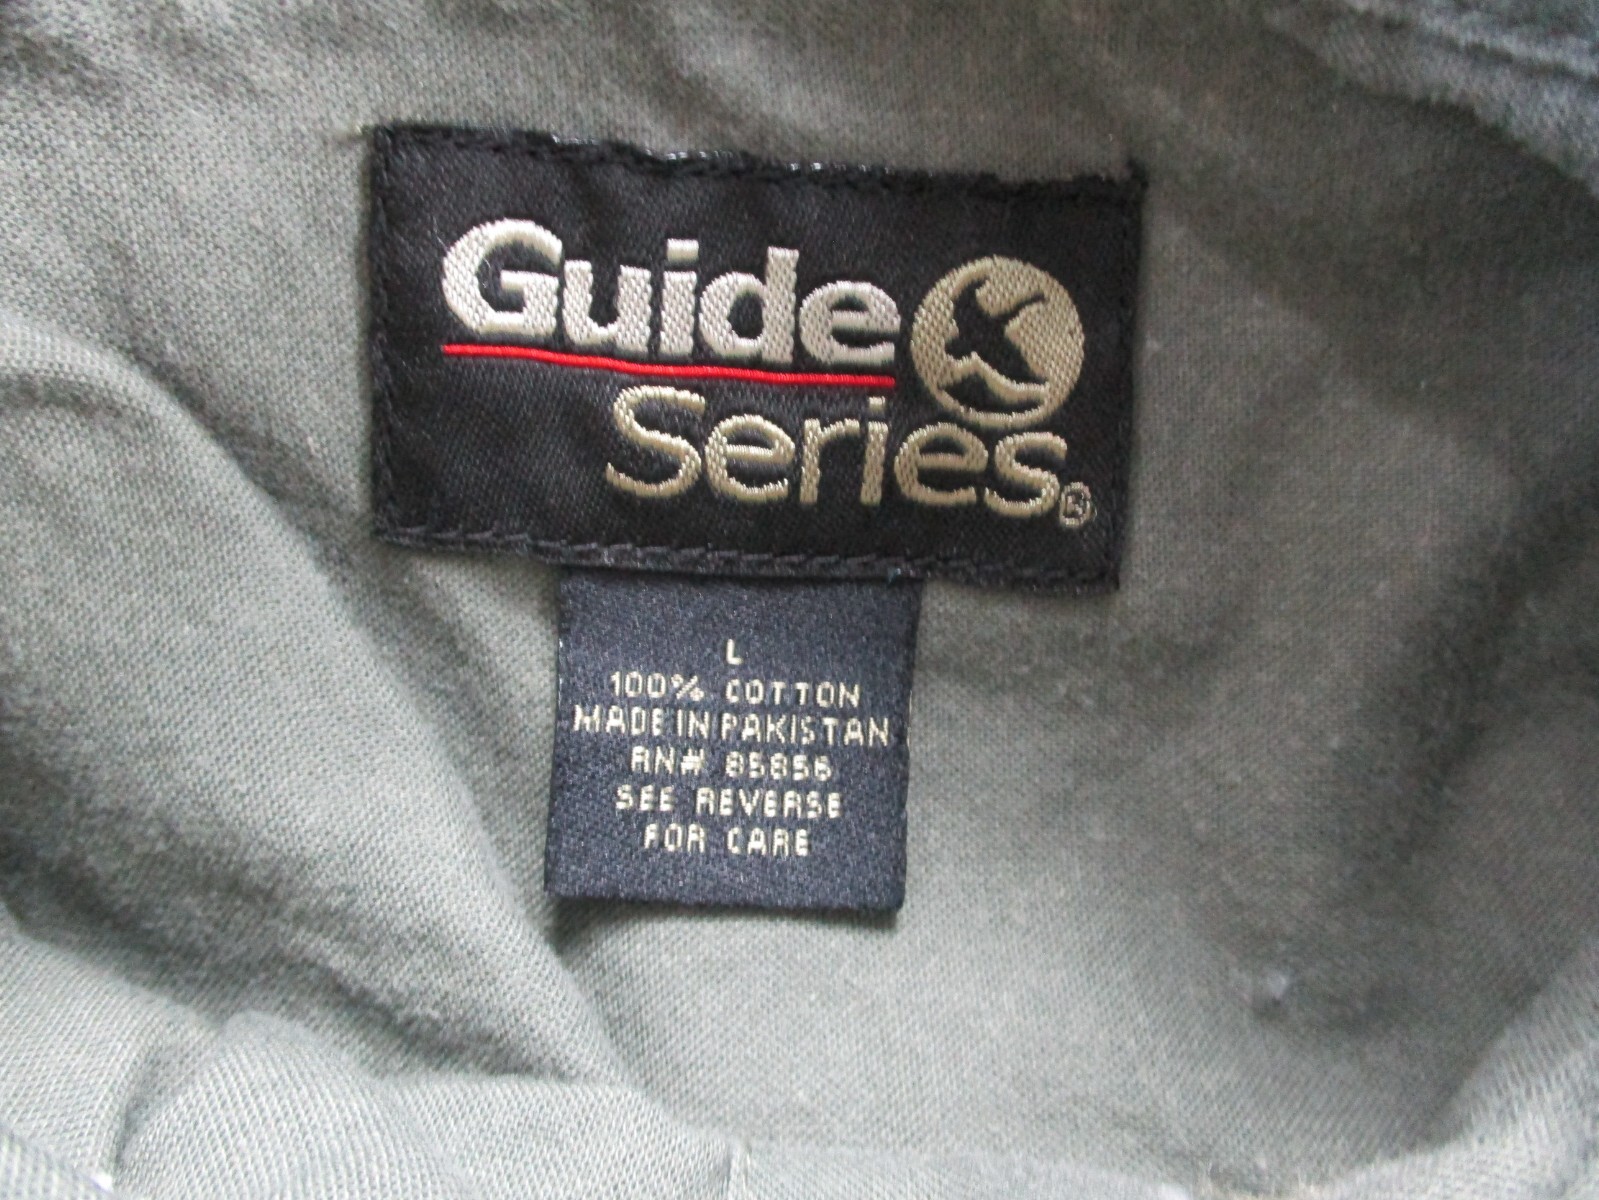 Guide
Series®
L
100% COTTON
MADE IN PAKISTAN
RN# 85856
SEE REVERSE
FOR CARE